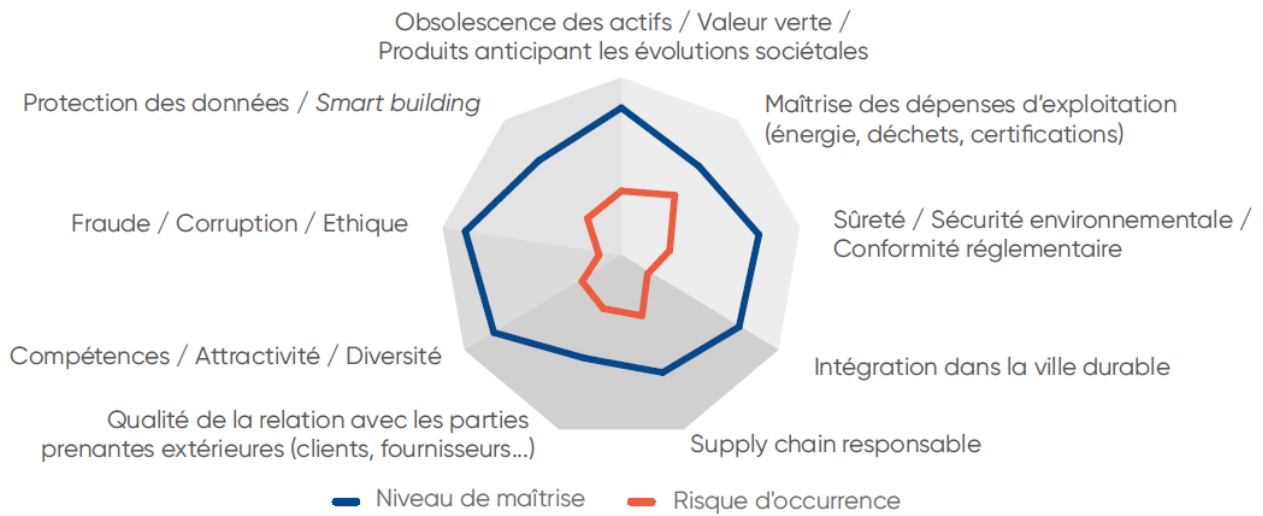 Obsolescence des actifs / Valeur verte /
Produits anticipant les évolutions sociétales
Protection des données / Smart building
Maîtrise des dépenses d'exploitation
(énergie, déchets, certifications)
Fraude / Corruption / Ethique
Sûreté / Sécurité environnementale /
Conformité réglementaire
Compétences / Attractivité / Diversité
Intégration dans la ville durable
Qualité de la relation avec les parties
prenantes extérieures (clients, fournisseurs...)
Supply chain responsable
Niveau de maîtrise
Risque d'occurrence